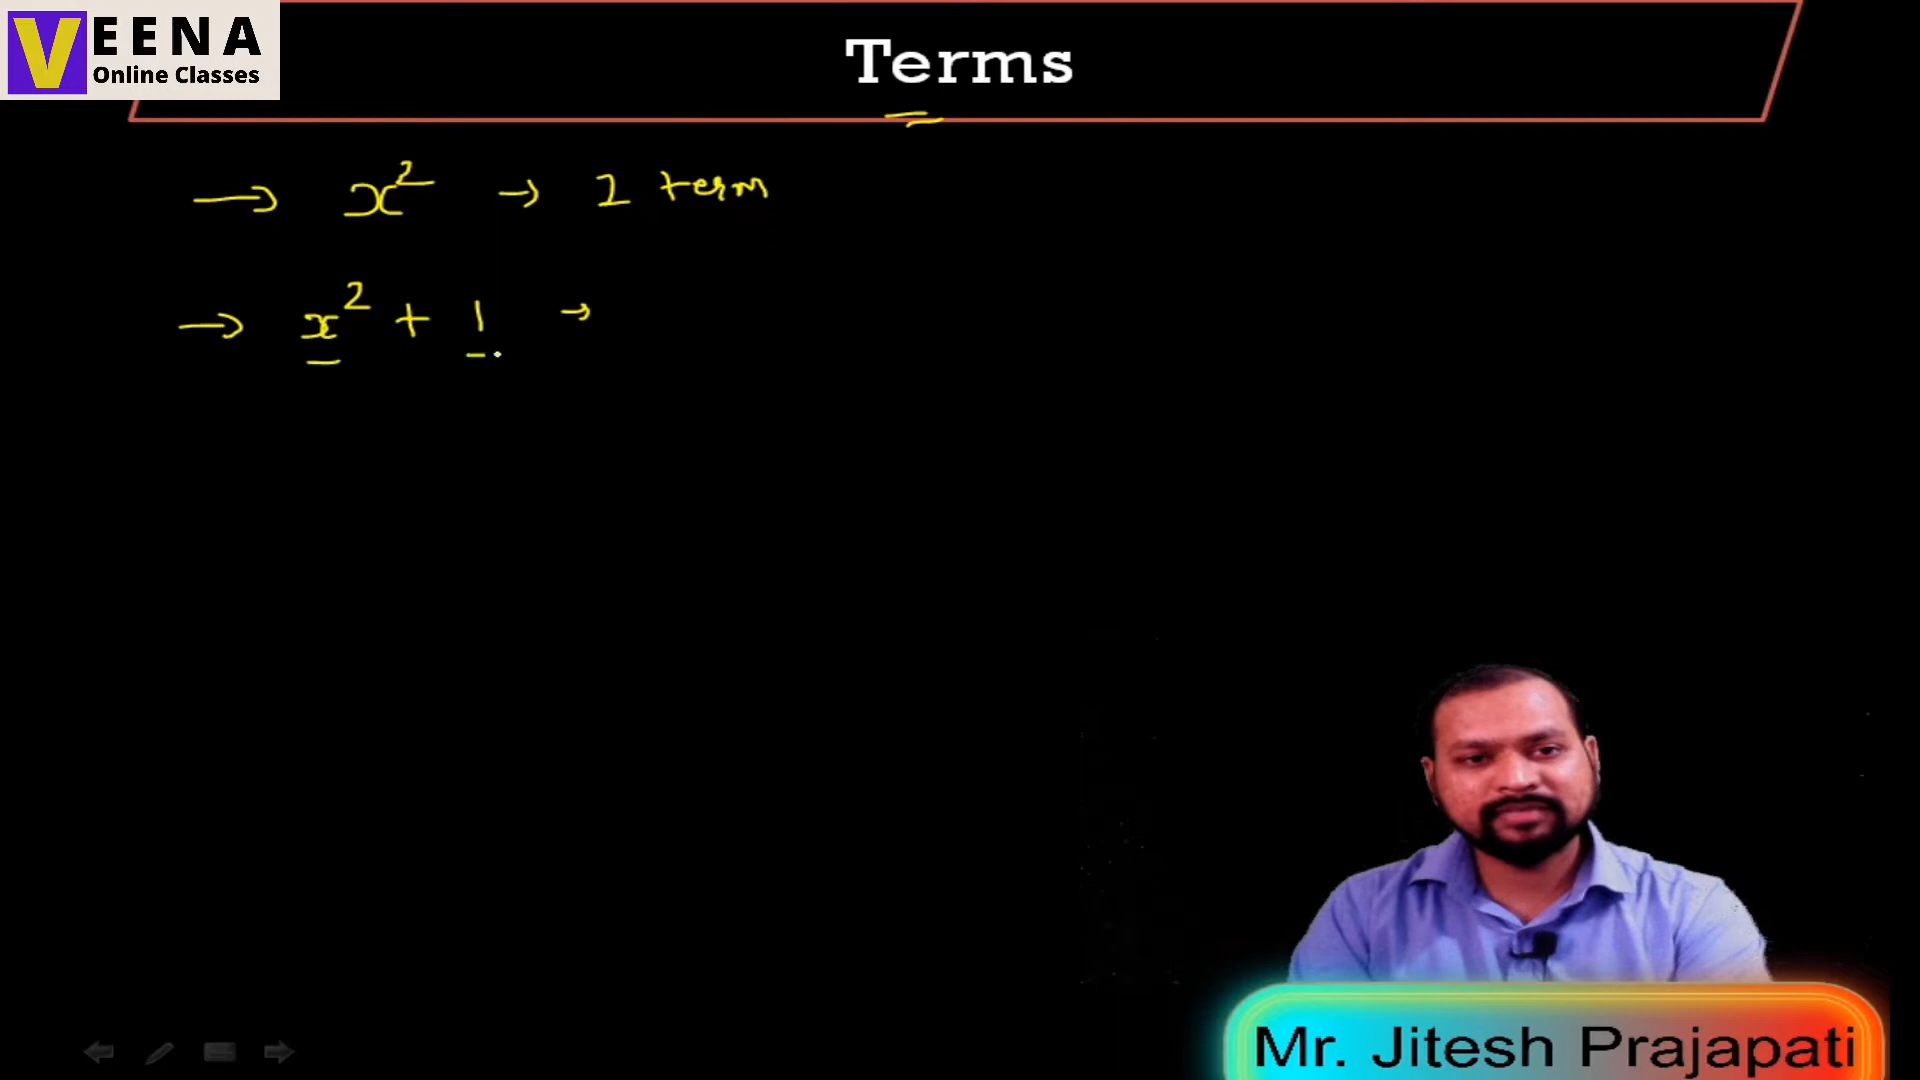 VEENA
Online Classes
Terms
→ x² → 1 term
→ x² + 1 →
Mr. Jitesh Prajapati